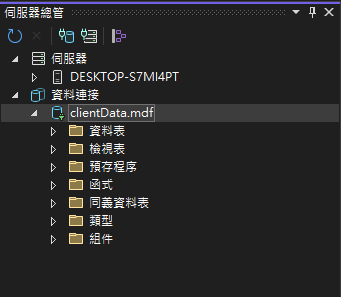 伺服器總管
伺服器
DESKTOP-S7MI4PT
資料連接
clientData.mdf
資料表
檢視表
預存程序
函式
同義資料表
類型
組件